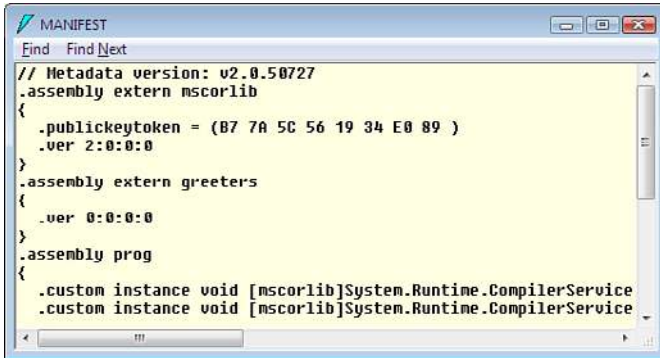 MANIFEST
Find Find Next
// Metadata version: v2.0.50727
.assembly extern mscorlib
{
.publickeytoken = (B7 7A 5C 56 19 34 E0 89 )
.ver 2:0:0:0
}
.assembly extern greeters
{
.ver 0:0:0:0
}
.assembly prog
{
.custom instance void [mscorlib]System.Runtime.CompilerService
.custom instance void [mscorlib]System.Runtime.CompilerService